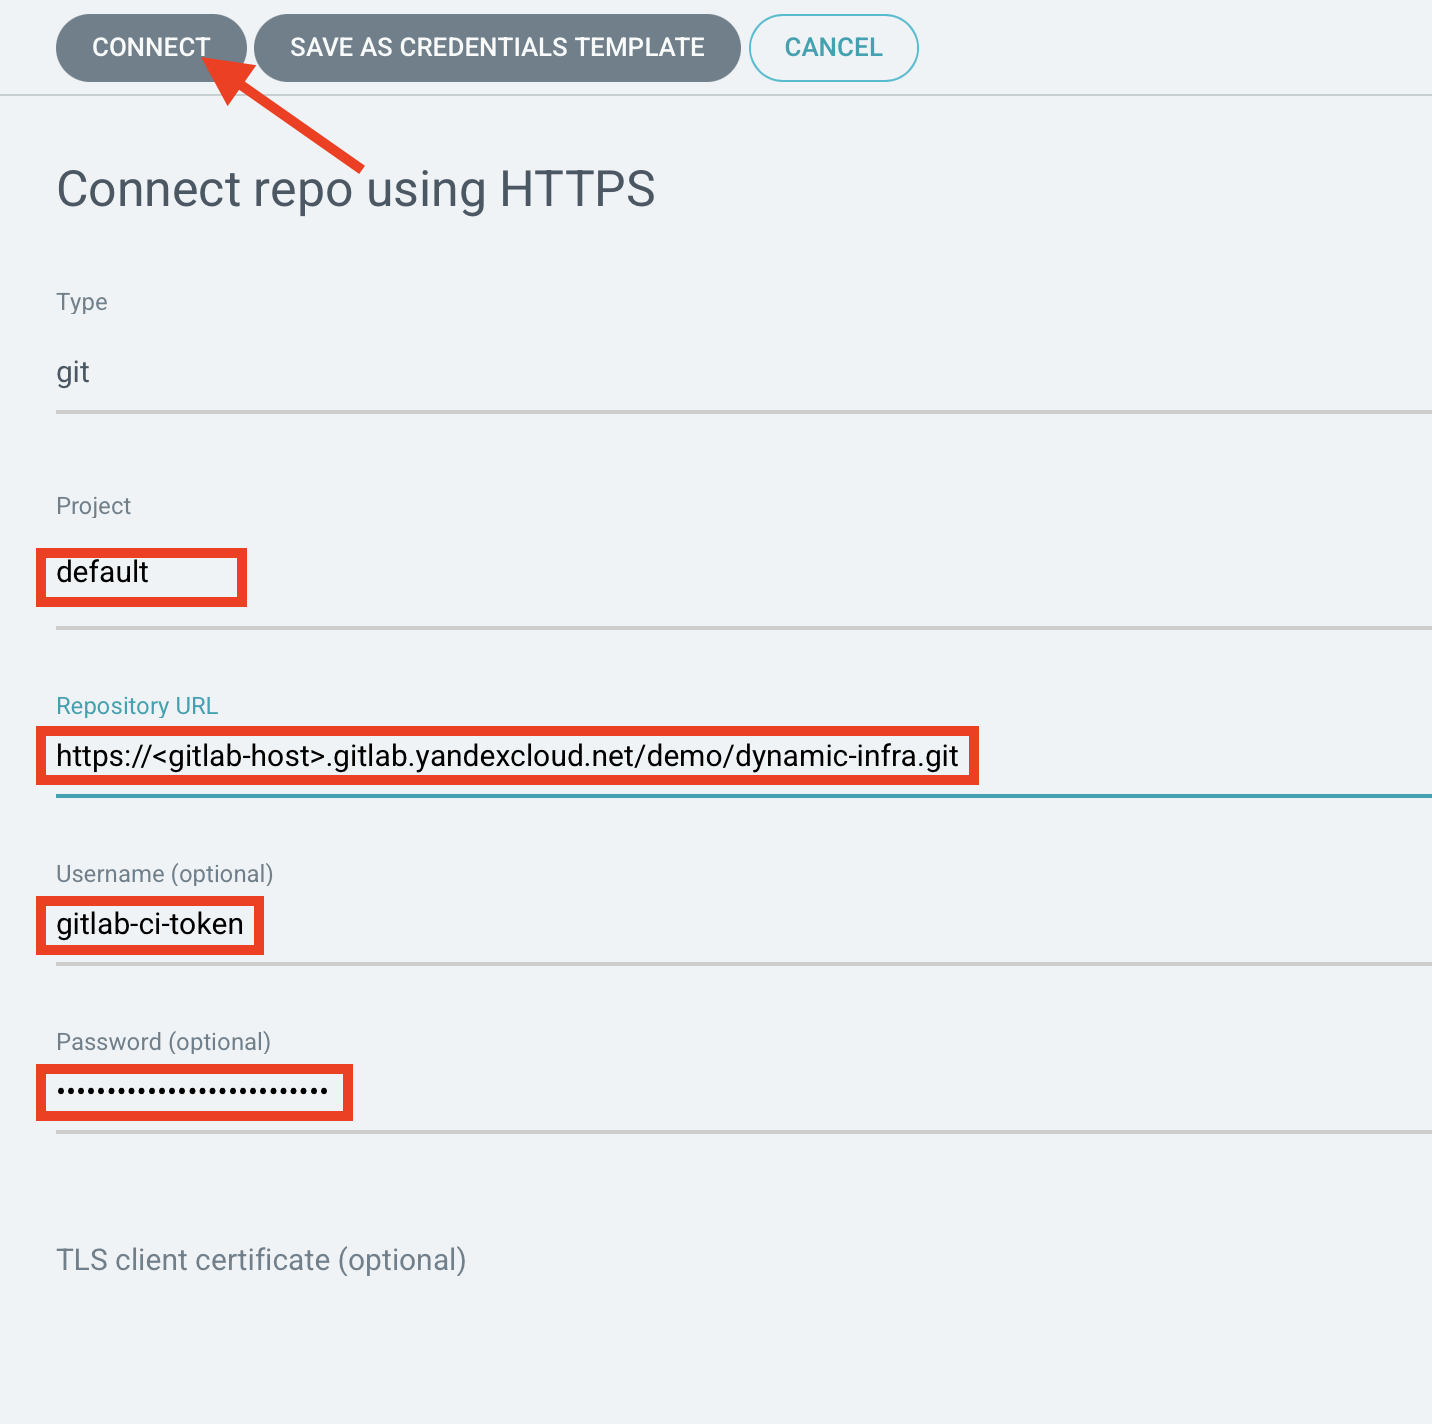 CONNECT SAVE AS CREDENTIALS TEMPLATE CANCEL
Connect repo using HTTPS
Type
git
Project
default
Repository URL
https://<gitlab-host>.gitlab.yandexcloud.net/demo/dynamic-infra.git
Username (optional)
gitlab-ci-token
Password (optional)
•••••••••••••••••••••••••••
TLS client certificate (optional)